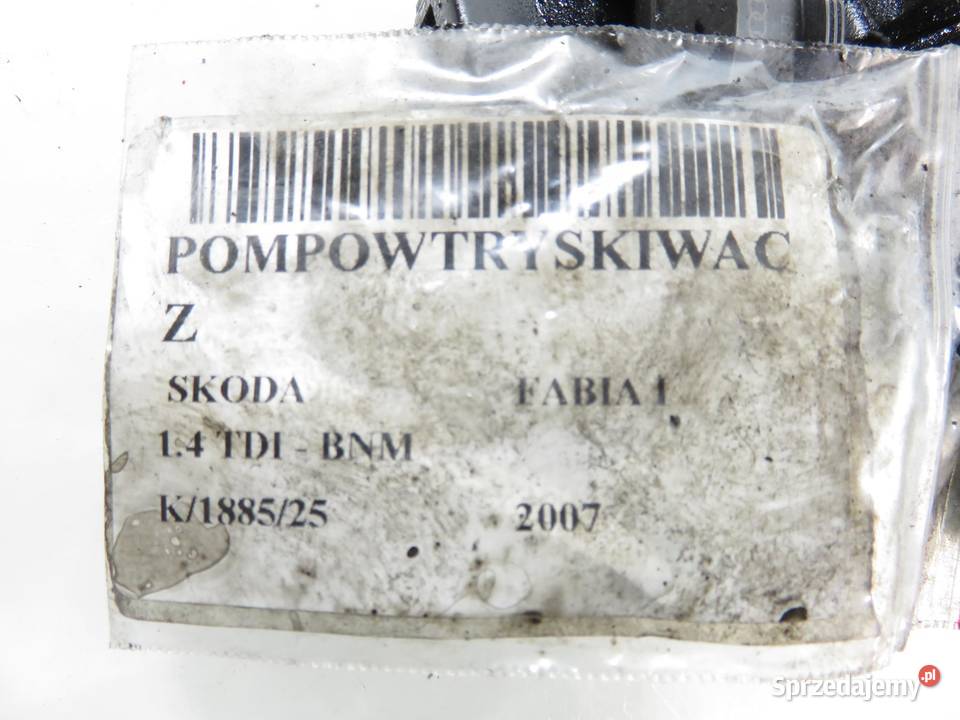 POMPOWTRYSKIWAC
Z
SKODA FABIA I
1.4 TDI - BNM
K/1885/25 2007
Sprzedajemy.pl